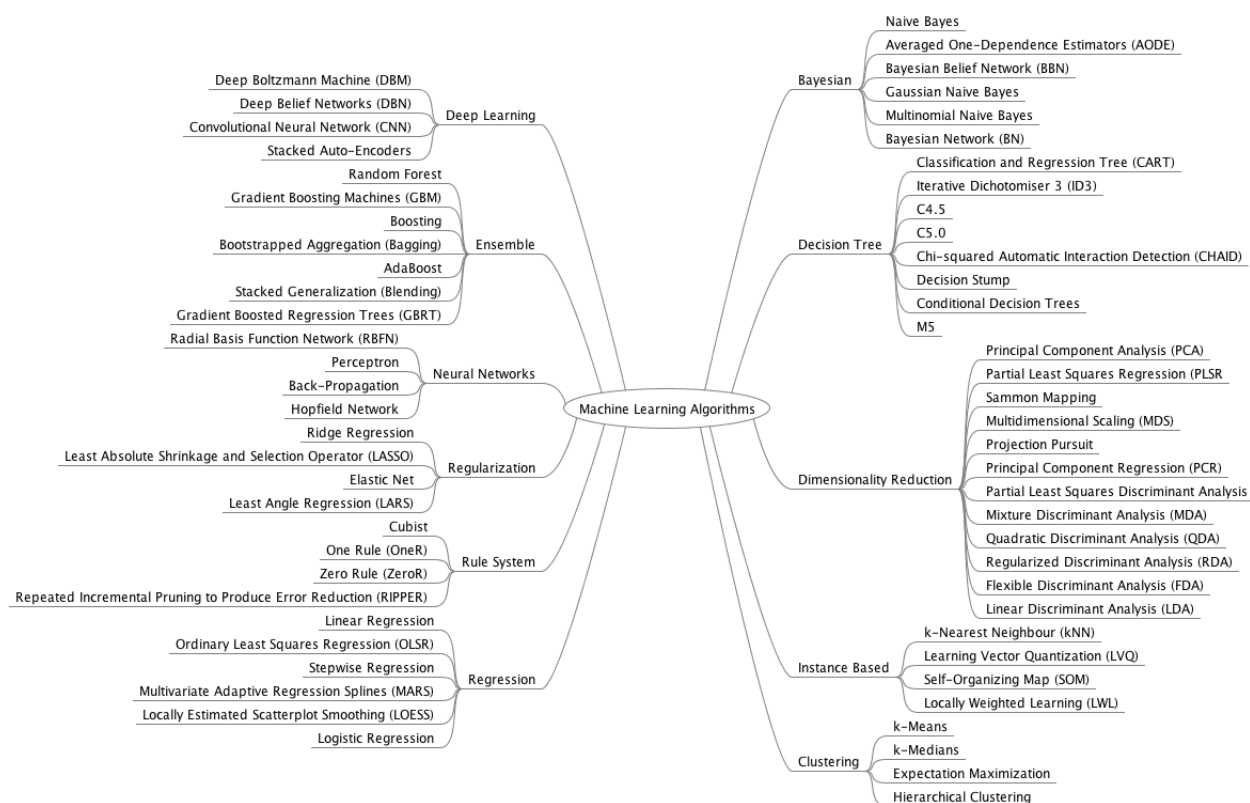 Machine Learning Algorithms
Deep Learning
Deep Boltzmann Machine (DBM)
Deep Belief Networks (DBN)
Convolutional Neural Network (CNN)
Stacked Auto-Encoders
Ensemble
Random Forest
Gradient Boosting Machines (GBM)
Boosting
Bootstrapped Aggregation (Bagging)
AdaBoost
Stacked Generalization (Blending)
Gradient Boosted Regression Trees (GBRT)
Neural Networks
Radial Basis Function Network (RBFN)
Perceptron
Back-Propagation
Hopfield Network
Regularization
Ridge Regression
Least Absolute Shrinkage and Selection Operator (LASSO)
Elastic Net
Least Angle Regression (LARS)
Rule System
Cubist
One Rule (OneR)
Zero Rule (ZeroR)
Repeated Incremental Pruning to Produce Error Reduction (RIPPER)
Regression
Linear Regression
Ordinary Least Squares Regression (OLSR)
Stepwise Regression
Multivariate Adaptive Regression Splines (MARS)
Locally Estimated Scatterplot Smoothing (LOESS)
Logistic Regression
Bayesian
Naive Bayes
Averaged One-Dependence Estimators (AODE)
Bayesian Belief Network (BBN)
Gaussian Naive Bayes
Multinomial Naive Bayes
Bayesian Network (BN)
Decision Tree
Classification and Regression Tree (CART)
Iterative Dichotomiser 3 (ID3)
C4.5
C5.0
Chi-squared Automatic Interaction Detection (CHAID)
Decision Stump
Conditional Decision Trees
M5
Dimensionality Reduction
Principal Component Analysis (PCA)
Partial Least Squares Regression (PLSR
Sammon Mapping
Multidimensional Scaling (MDS)
Projection Pursuit
Principal Component Regression (PCR)
Partial Least Squares Discriminant Analysis
Mixture Discriminant Analysis (MDA)
Quadratic Discriminant Analysis (QDA)
Regularized Discriminant Analysis (RDA)
Flexible Discriminant Analysis (FDA)
Linear Discriminant Analysis (LDA)
Instance Based
k-Nearest Neighbour (kNN)
Learning Vector Quantization (LVQ)
Self-Organizing Map (SOM)
Locally Weighted Learning (LWL)
Clustering
k-Means
k-Medians
Expectation Maximization
Hierarchical Clustering